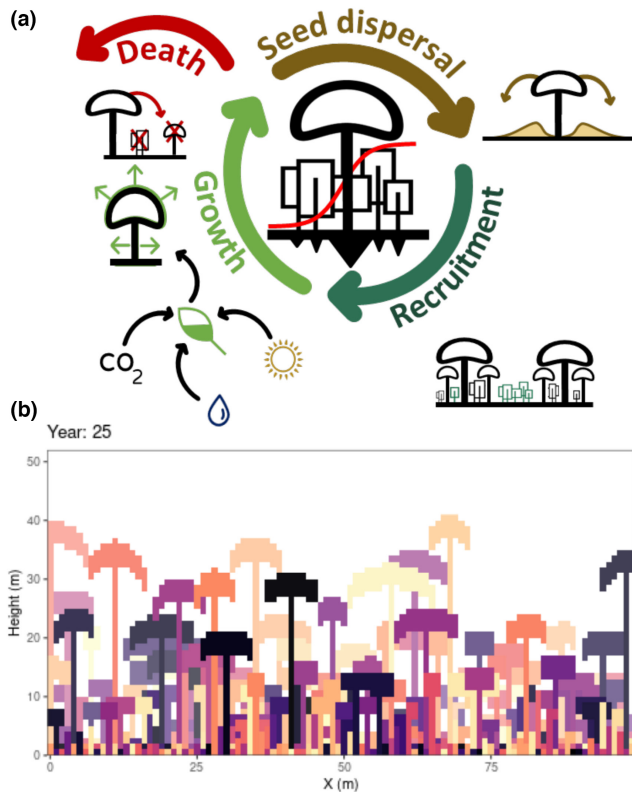 (a)
Death
Seed dispersal
Growth
Recruitment
CO2
(b)
Year: 25
50
40
30
20
10
0
Height (m)
0
25
50
75
X (m)